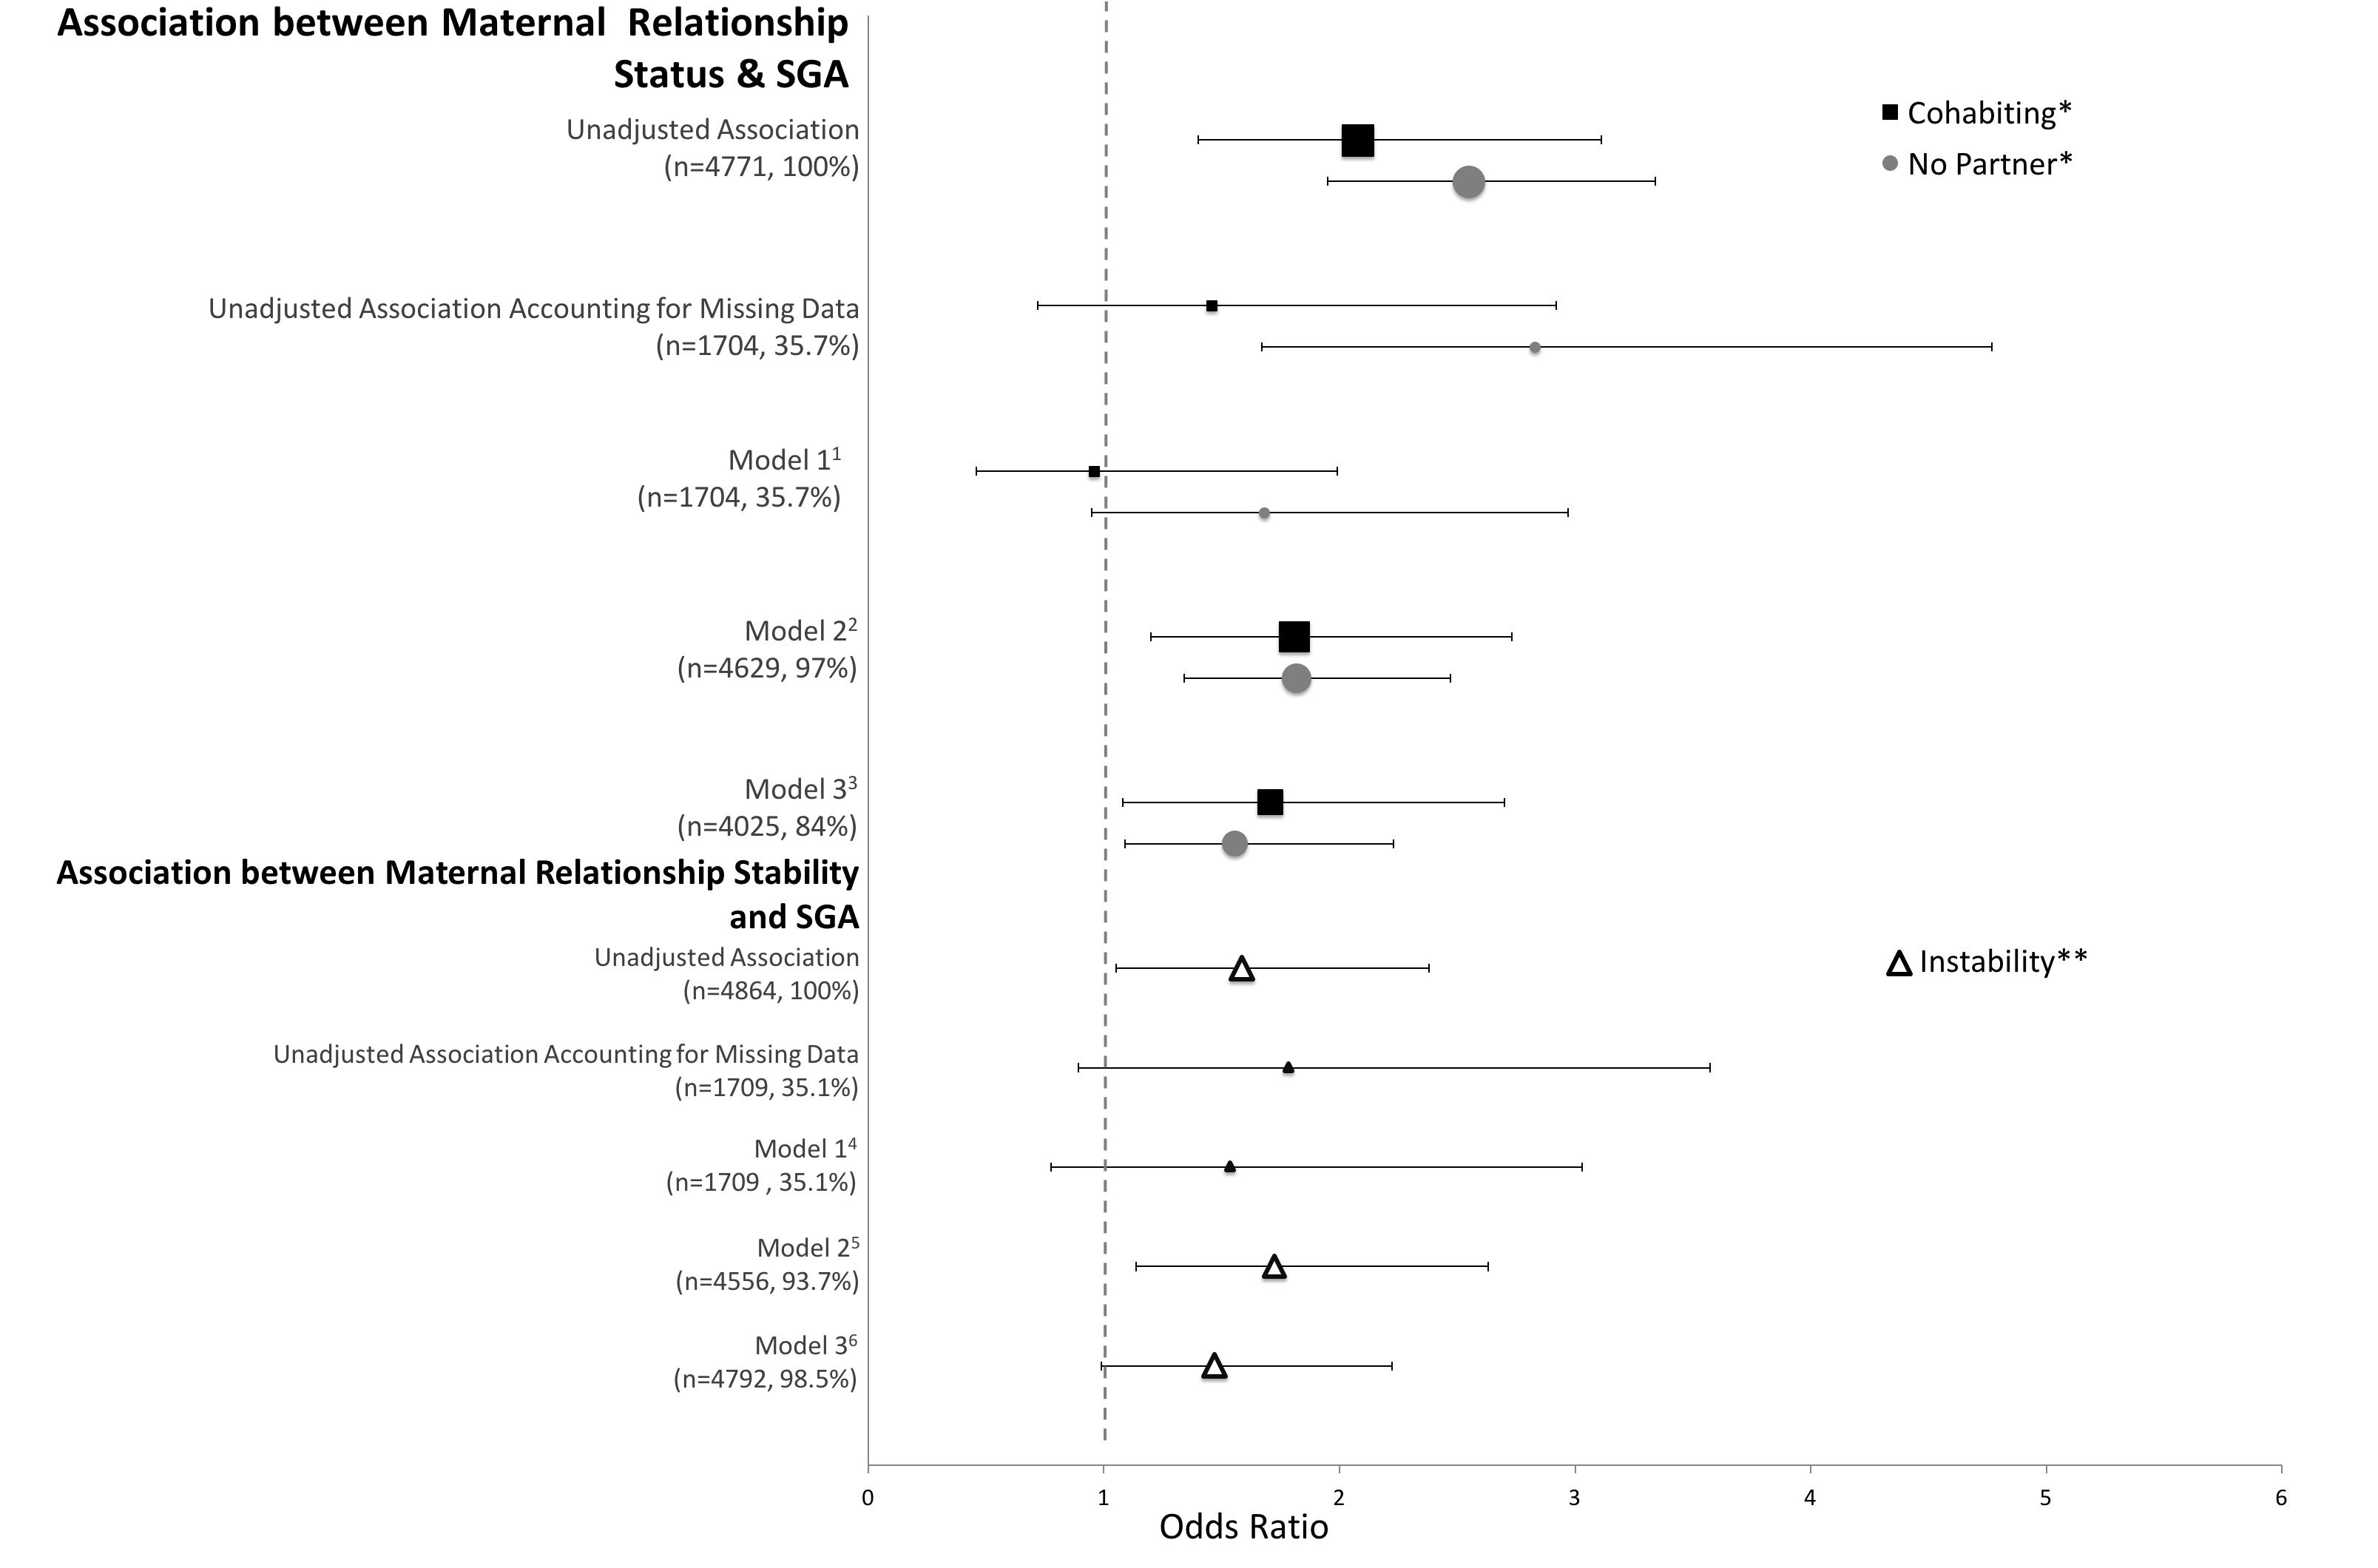 Association between Maternal Relationship
Status & SGA
Cohabiting*
Unadjusted Association
(n=4771, 100%)
No Partner*
Unadjusted Association Accounting for Missing Data
(n=1704, 35.7%)
Model 1¹
(n=1704, 35.7%)
Model 2²
(n=4629, 97%)
Model 3³
(n=4025, 84%)
Association between Maternal Relationship Stability
and SGA
Unadjusted Association
(n=4864, 100%)
Instability**
Unadjusted Association Accounting for Missing Data
(n=1709, 35.1%)
Model 1⁴
(n=1709 , 35.1%)
Model 2⁵
(n=4556, 93.7%)
Model 3⁶
(n=4792, 98.5%)
0 1 2 3 4 5 6
Odds Ratio